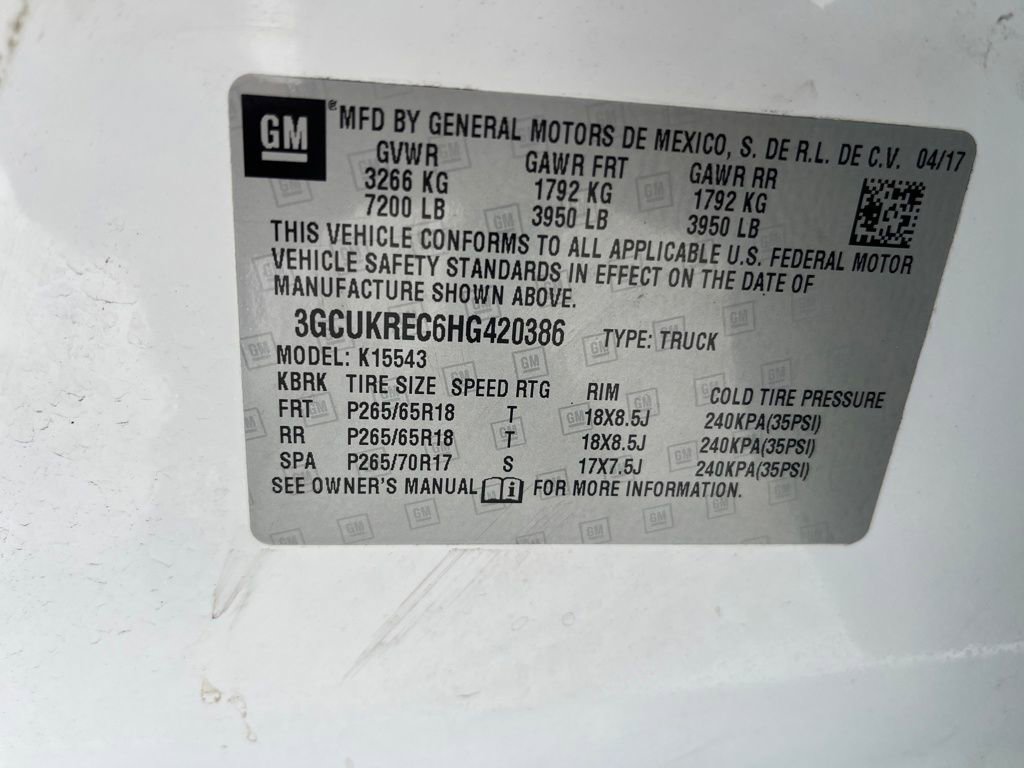 GM ® MFD BY GENERAL MOTORS DE MEXICO, S. DE R.L. DE C.V. 04/17
GVWR GAWR FRT GAWR RR
3266 KG 1792 KG 1792 KG
7200 LB 3950 LB 3950 LB
THIS VEHICLE CONFORMS TO ALL APPLICABLE U.S. FEDERAL MOTOR
VEHICLE SAFETY STANDARDS IN EFFECT ON THE DATE OF
MANUFACTURE SHOWN ABOVE.
3GCUKREC6HG420386 TYPE: TRUCK
MODEL: K15543
KBRK TIRE SIZE SPEED RTG RIM COLD TIRE PRESSURE
FRT P265/65R18 T 18X8.5J 240KPA(35PSI)
RR P265/65R18 T 18X8.5J 240KPA(35PSI)
SPA P265/70R17 S 17X7.5J 240KPA(35PSI)
SEE OWNER'S MANUAL i FOR MORE INFORMATION.